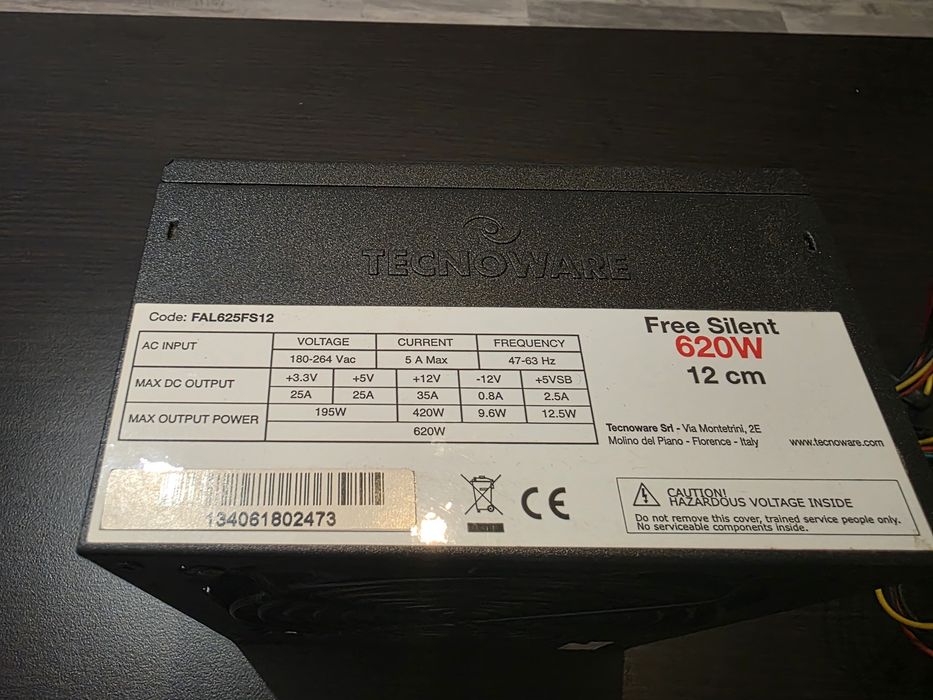 TECNOWARE
Code: FAL625FS12
Free Silent
620W
12 cm
AC INPUT VOLTAGE CURRENT FREQUENCY
180-264 Vac 5 A Max 47-63 Hz
MAX DC OUTPUT +3.3V +5V +12V -12V +5VSB
25A 25A 35A 0.8A 2.5A
MAX OUTPUT POWER 195W 420W 9.6W 12.5W
620W
Tecnoware Srl - Via Montetrini, 2E
Molino del Piano - Florence - Italy
www.tecnoware.com
134061802473
CE
CAUTION!
HAZARDOUS VOLTAGE INSIDE
Do not remove this cover, trained service people only.
No serviceable components inside.